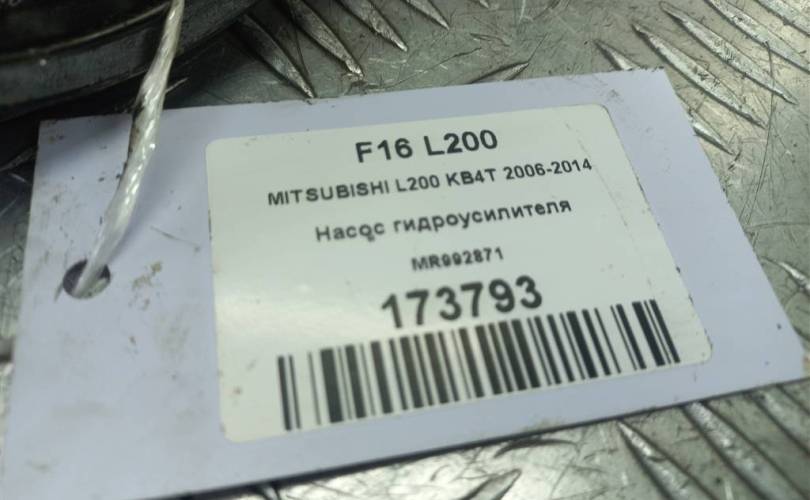 F16 L200
MITSUBISHI L200 KB4T 2006-2014
Насос гидроусилителя
MR992871
173793